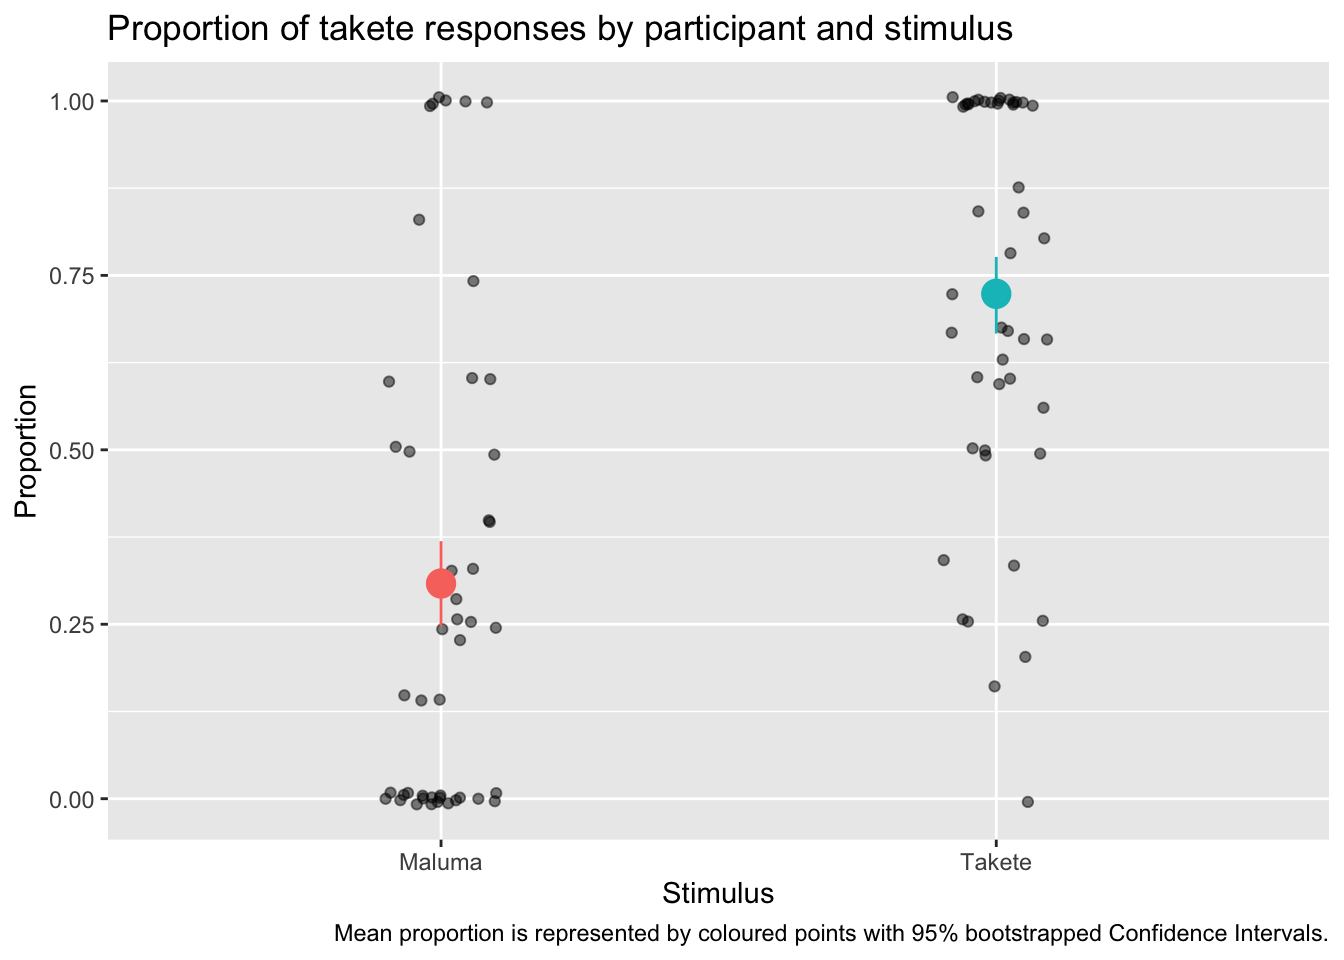 Proportion of takete responses by participant and stimulus
1.00
0.75
0.50
0.25
0.00
Proportion
Maluma
Takete
Stimulus
Mean proportion is represented by coloured points with 95% bootstrapped Confidence Intervals.